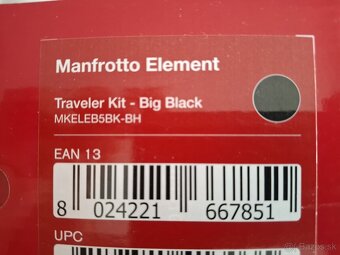 Manfrotto Element
Traveler Kit - Big Black
MKELEB5BK-BH
EAN 13
8 024221 667851
UPC